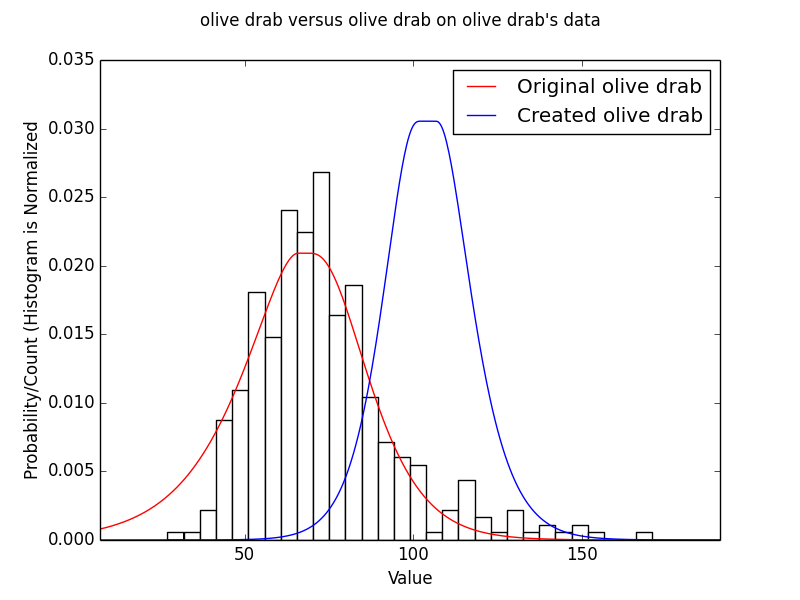 olive drab versus olive drab on olive drab's data
Probability/Count (Histogram is Normalized
0.035
0.030
0.025
0.020
0.015
0.010
0.005
0.000
50
100
150
Value
Original olive drab
Created olive drab